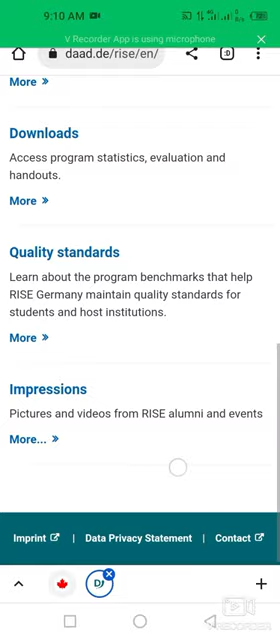 9:10 AM
V Recorder App is using microphone
daad.de/rise/en/
:D
More »
Downloads
Access program statistics, evaluation and
handouts.
More »
Quality standards
Learn about the program benchmarks that help
RISE Germany maintain quality standards for
students and host institutions.
More »
Impressions
Pictures and videos from RISE alumni and events
More... »
Imprint | Data Privacy Statement | Contact